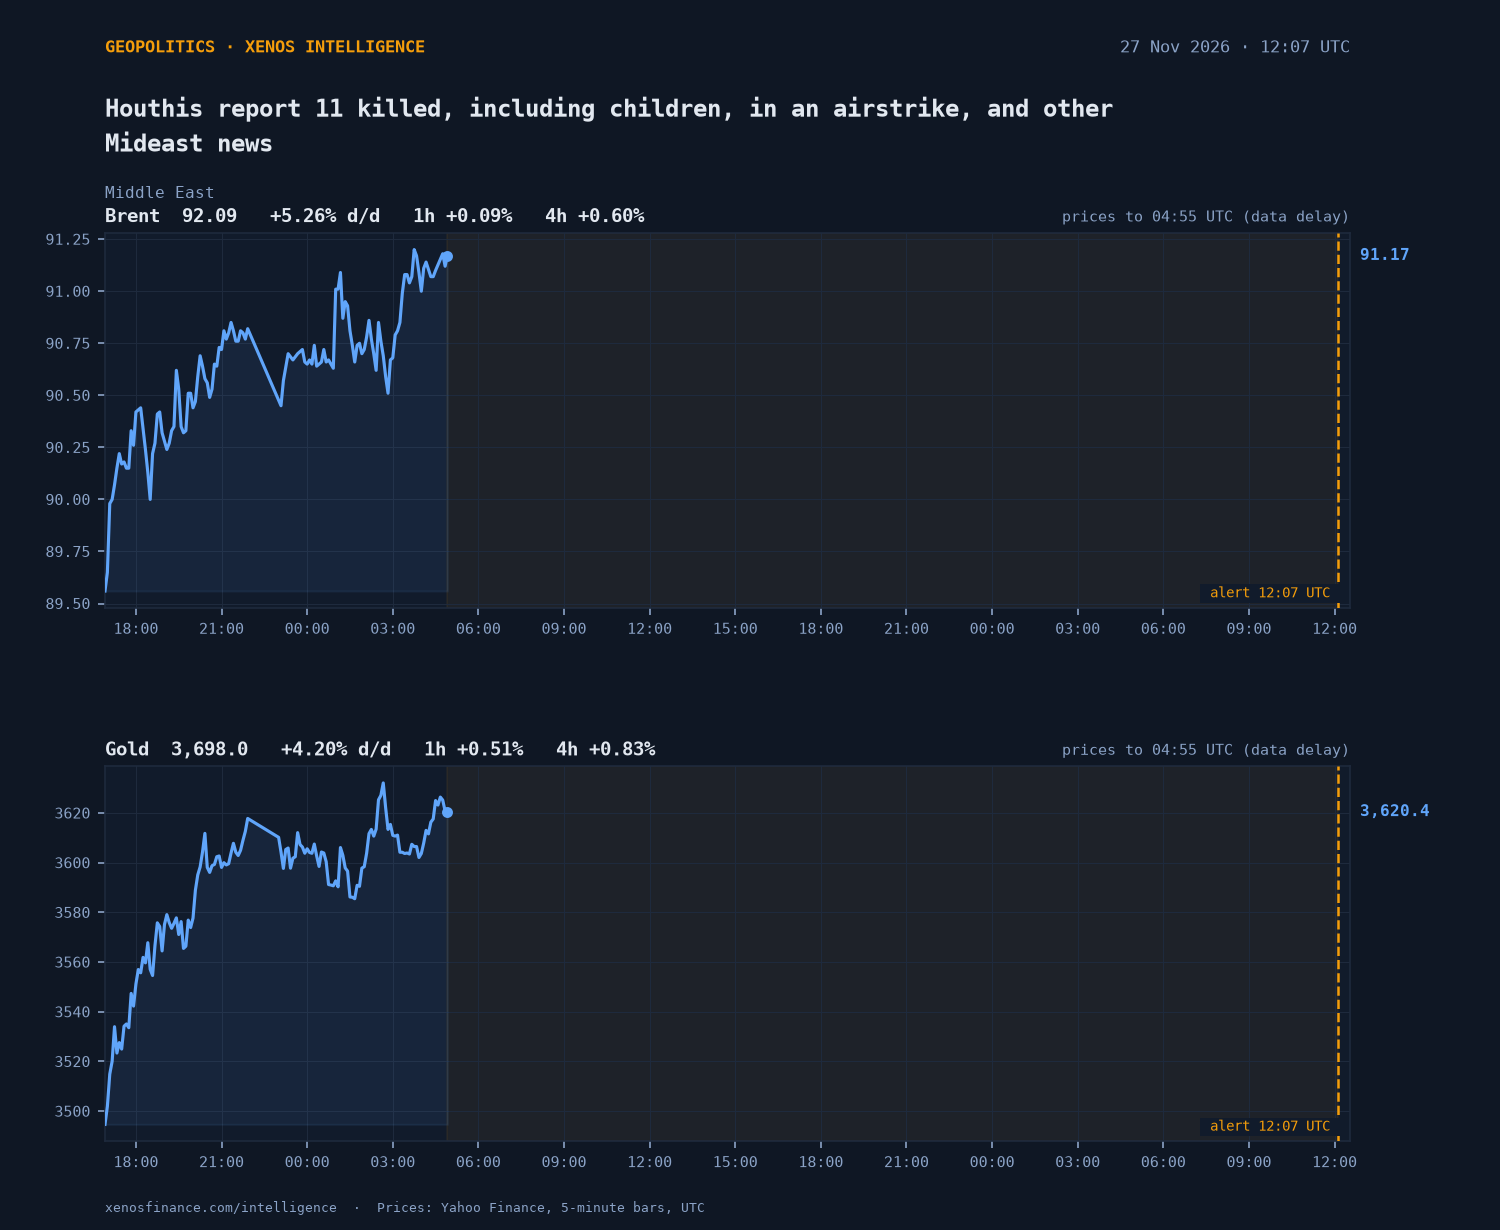 GEOPOLITICS · XENOS INTELLIGENCE
27 Nov 2026 · 12:07 UTC
Houthis report 11 killed, including children, in an airstrike, and other
Mideast news
Middle East
Brent 92.09 +5.26% d/d 1h +0.09% 4h +0.60%
prices to 04:55 UTC (data delay)
91.25
91.17
91.00
90.75
90.50
90.25
90.00
89.75
89.50
alert 12:07 UTC
18:00 21:00 00:00 03:00 06:00 09:00 12:00 15:00 18:00 21:00 00:00 03:00 06:00 09:00 12:00
Gold 3,698.0 +4.20% d/d 1h +0.51% 4h +0.83%
prices to 04:55 UTC (data delay)
3620
3,620.4
3600
3580
3560
3540
3520
3500
alert 12:07 UTC
18:00 21:00 00:00 03:00 06:00 09:00 12:00 15:00 18:00 21:00 00:00 03:00 06:00 09:00 12:00
xenosfinance.com/intelligence · Prices: Yahoo Finance, 5-minute bars, UTC